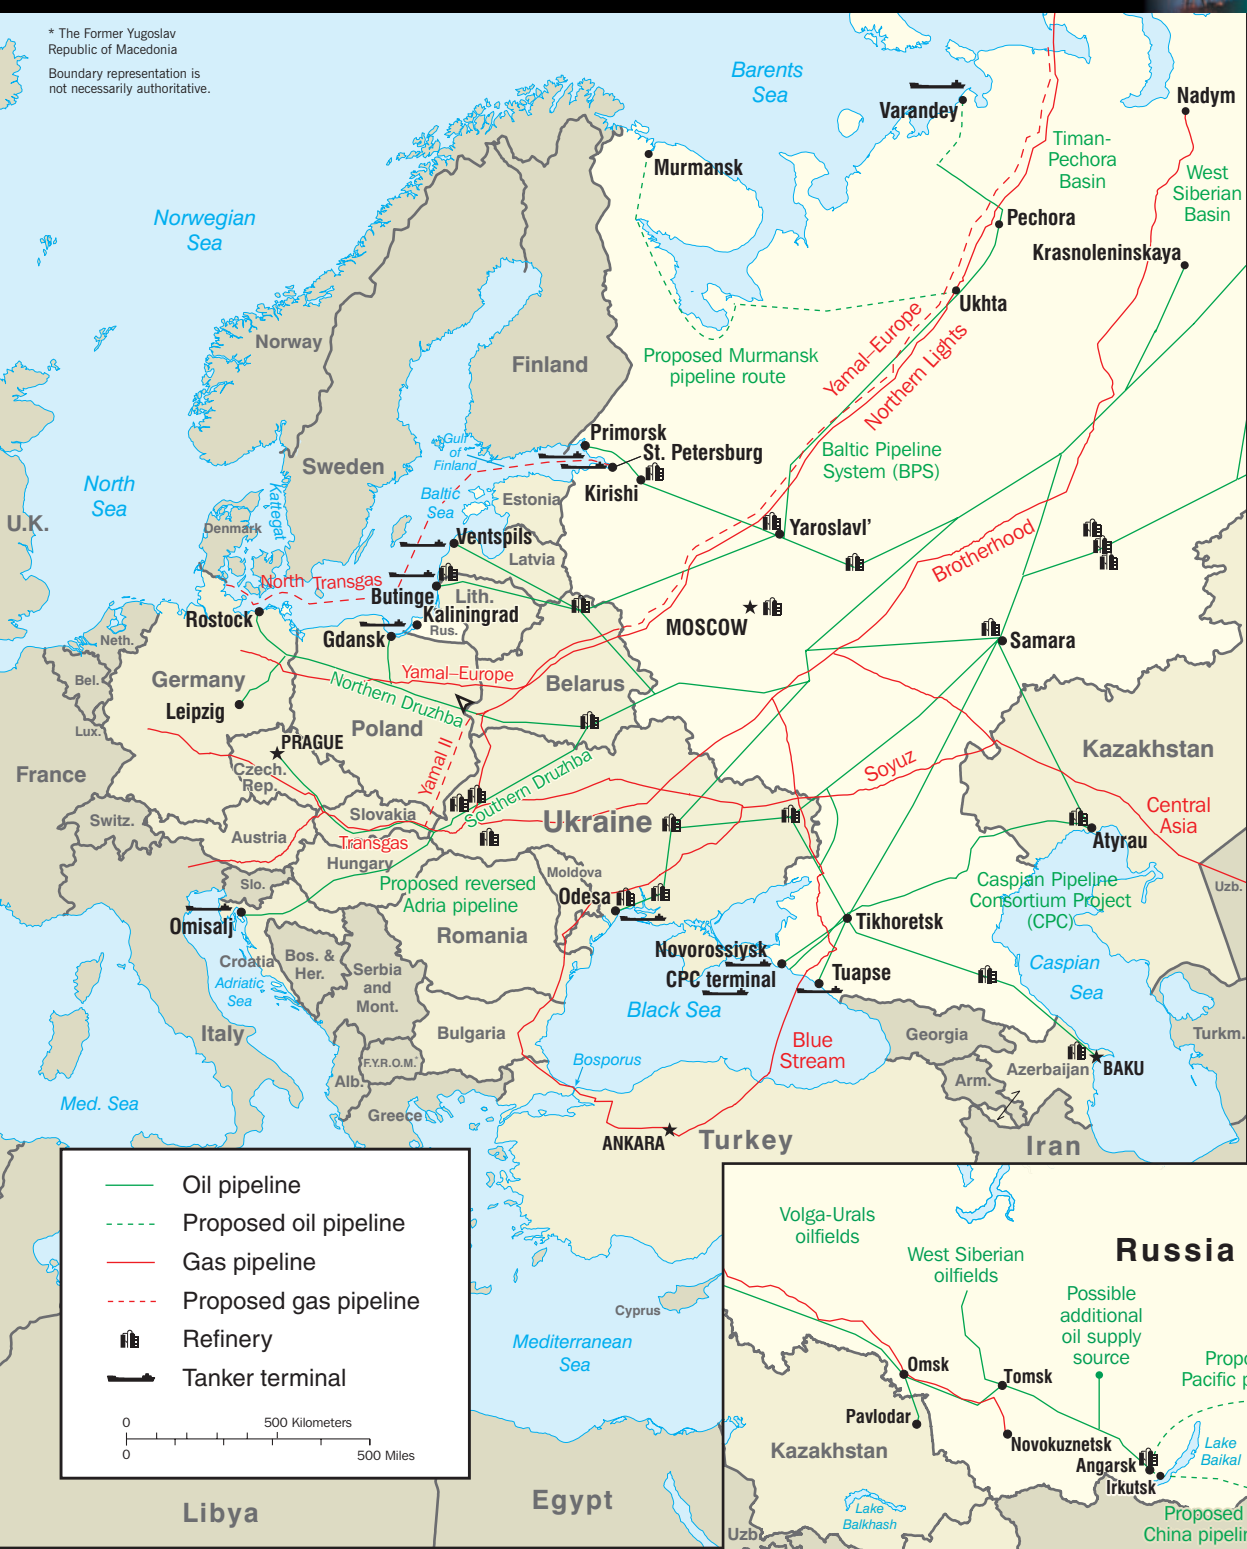 * The Former Yugoslav
Republic of Macedonia
Boundary representation is
not necessarily authoritative.
Barents
Sea
Varandey
Nadym
Timan-
Pechora
Basin
West
Siberian
Basin
Murmansk
Norwegian
Sea
Pechora
Krasnoleninskaya
Ukhta
Norway
Finland
Proposed Murmansk
pipeline route
Yamal–Europe
Northern Lights
Primorsk
St. Petersburg
Gulf
of
Finland
Kirishi
Baltic Pipeline
System (BPS)
Sweden
North
Sea
Kattegat
Baltic
Sea
Estonia
U.K.
Denmark
Ventspils
Latvia
Yaroslavl'
Brotherhood
North Transgas
Butinge
Lith.
Kaliningrad
Rus.
Rostock
Gdansk
MOSCOW
Samara
Neth.
Bel.
Lux.
Germany
Leipzig
Yamal–Europe
Northern Druzhba
Belarus
Poland
PRAGUE
Czech.
Rep.
Yamal II
Southern Druzhba
Soyuz
Kazakhstan
France
Switz.
Slovakia
Austria
Transgas
Hungary
Ukraine
Central
Asia
Atyrau
Uzb.
Slo.
Proposed reversed
Adria pipeline
Moldova
Odesa
Caspian Pipeline
Consortium Project
(CPC)
Omisalj
Romania
Tikhoretsk
Croatia
Bos. &
Her.
Serbia
and
Mont.
Adriatic
Sea
Novorossiysk
CPC terminal
Tuapse
Caspian
Sea
Black Sea
Italy
Bulgaria
Blue
Stream
Georgia
Turkm.
F.Y.R.O.M.*
Alb.
Bosporus
Arm.
Azerbaijan
BAKU
Med. Sea
Greece
ANKARA
Turkey
Iran
Oil pipeline
Proposed oil pipeline
Gas pipeline
Proposed gas pipeline
Refinery
Tanker terminal
0
500 Kilometers
0
500 Miles
Cyprus
Mediterranean
Sea
Libya
Egypt
Volga-Urals
oilfields
West Siberian
oilfields
Russia
Possible
additional
oil supply
source
Propo
Pacific p
Omsk
Tomsk
Pavlodar
Novokuznetsk
Kazakhstan
Angarsk
Irkutsk
Lake
Baikal
Lake
Balkhash
Uzb.
Proposed
China pipelin